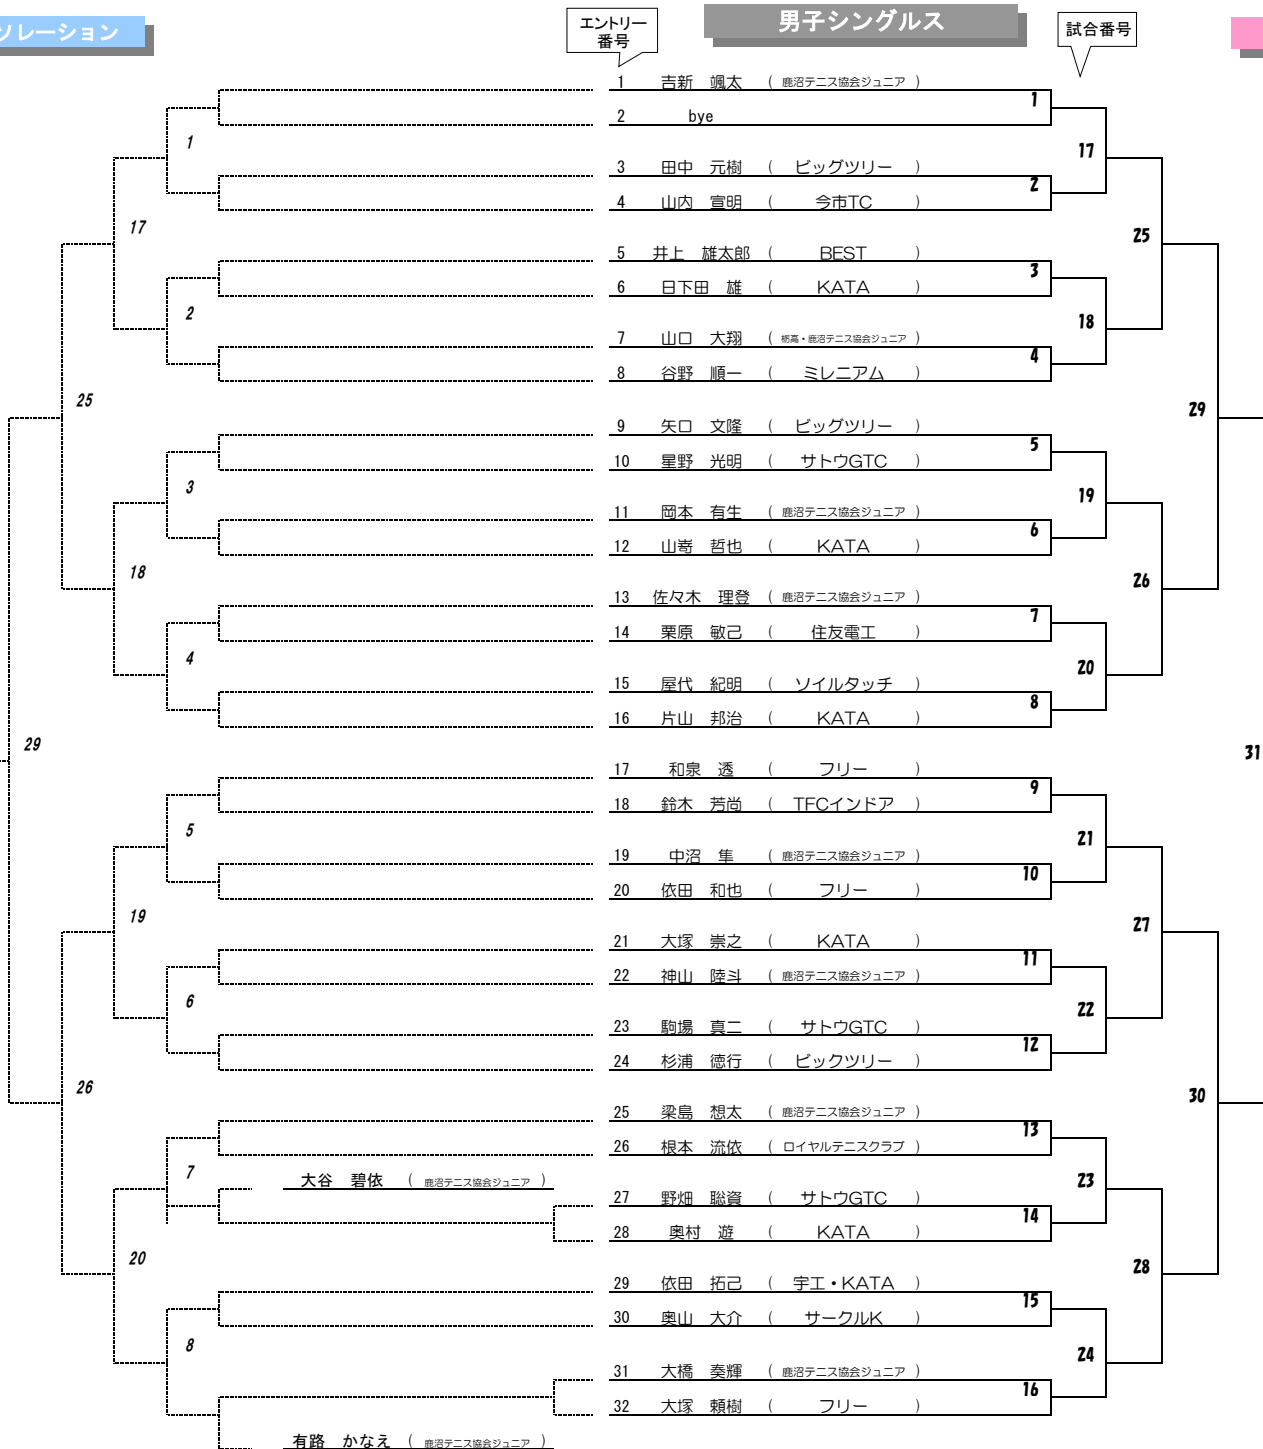 ソレーション
エントリー
番号
男子シングルス
試合番号
1 吉新 颯太 ( 鹿沼テニス協会ジュニア )
2 bye
3 田中 元樹 ( ビッグツリー )
4 山内 宣明 ( 今市TC )
5 井上 雄太郎 ( BEST )
6 日下田 雄 ( KATA )
7 山口 大翔 ( 栃高・鹿沼テニス協会ジュニア )
8 谷野 順一 ( ミレニアム )
9 矢口 文隆 ( ビッグツリー )
10 星野 光明 ( サトウGTC )
11 岡本 有生 ( 鹿沼テニス協会ジュニア )
12 山嵜 哲也 ( KATA )
13 佐々木 理登 ( 鹿沼テニス協会ジュニア )
14 栗原 敏己 ( 住友電工 )
15 屋代 紀明 ( ソイルタッチ )
16 片山 邦治 ( KATA )
17 和泉 透 ( フリー )
18 鈴木 芳尚 ( TFCインドア )
19 中沼 隼 ( 鹿沼テニス協会ジュニア )
20 依田 和也 ( フリー )
21 大塚 崇之 ( KATA )
22 神山 陸斗 ( 鹿沼テニス協会ジュニア )
23 駒場 真二 ( サトウGTC )
24 杉浦 徳行 ( ビックツリー )
25 梁島 想太 ( 鹿沼テニス協会ジュニア )
26 根本 流依 ( ロイヤルテニスクラブ )
27 野畑 聡資 ( サトウGTC )
28 奥村 遊 ( KATA )
29 依田 拓己 ( 宇工・KATA )
30 奥山 大介 ( サークルK )
31 大橋 奏輝 ( 鹿沼テニス協会ジュニア )
32 大塚 頼樹 ( フリー )
大谷 碧依 ( 鹿沼テニス協会ジュニア )
有路 かなえ ( 鹿沼テニス協会ジュニア )
1
2
3
4
5
6
7
8
17
18
19
20
25
26
29
1
2
3
4
5
6
7
8
9
10
11
12
13
14
15
16
17
18
19
20
21
22
23
24
25
26
27
28
29
30
31